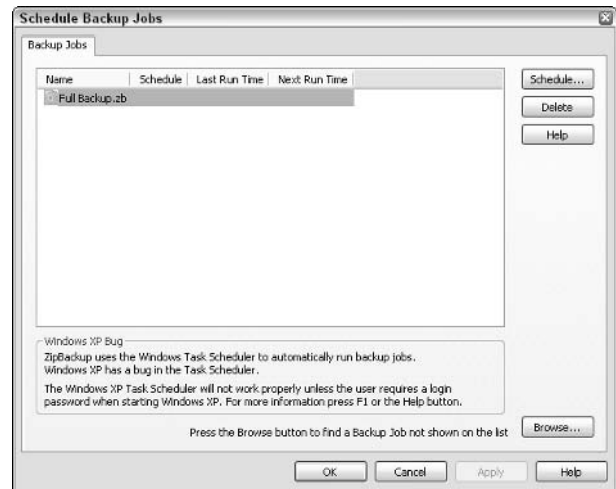 Schedule Backup Jobs
Backup Jobs
Name Schedule Last Run Time Next Run Time
Full Backup.zb
Schedule...
Delete
Help
Windows XP Bug
ZipBackup uses the Windows Task Scheduler to automatically run backup jobs.
Windows XP has a bug in the Task Scheduler.
The Windows XP Task Scheduler will not work properly unless the user requires a login
password when starting Windows XP. For more information press F1 or the Help button.
Press the Browse button to find a Backup Job not shown on the list
Browse...
OK Cancel Apply Help